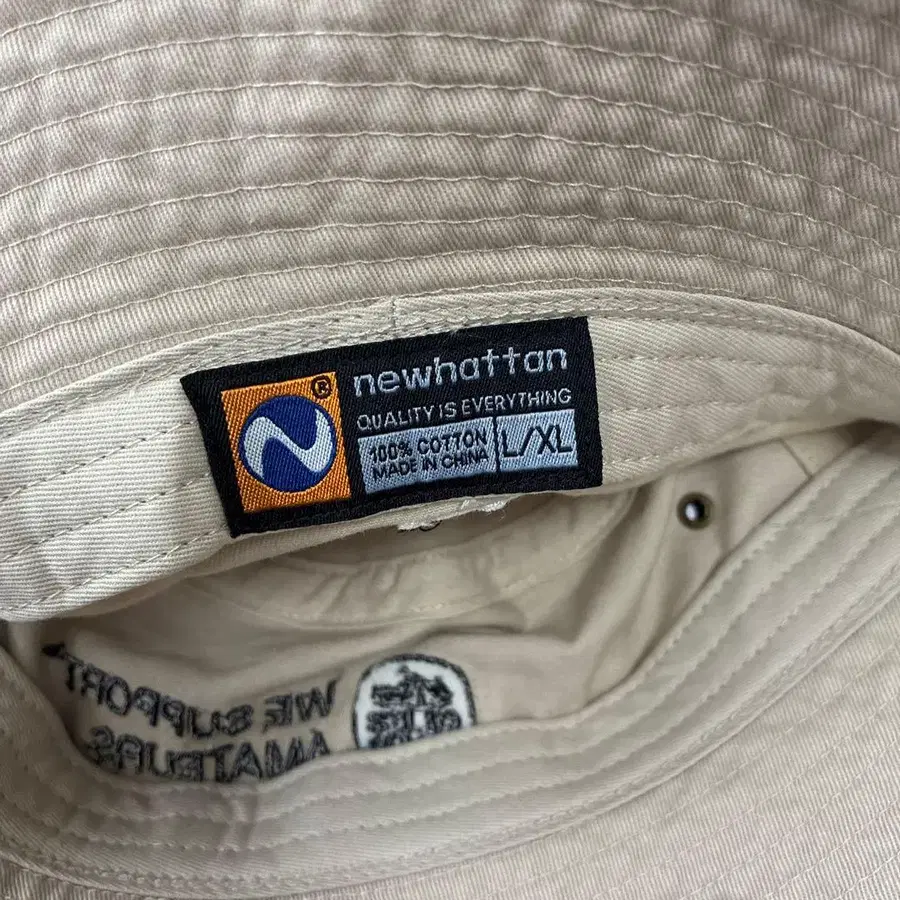 ®
newhattan
QUALITY IS EVERYTHING
100% COTTON
MADE IN CHINA
L/XL
WE SUPPORT
AMATEURS